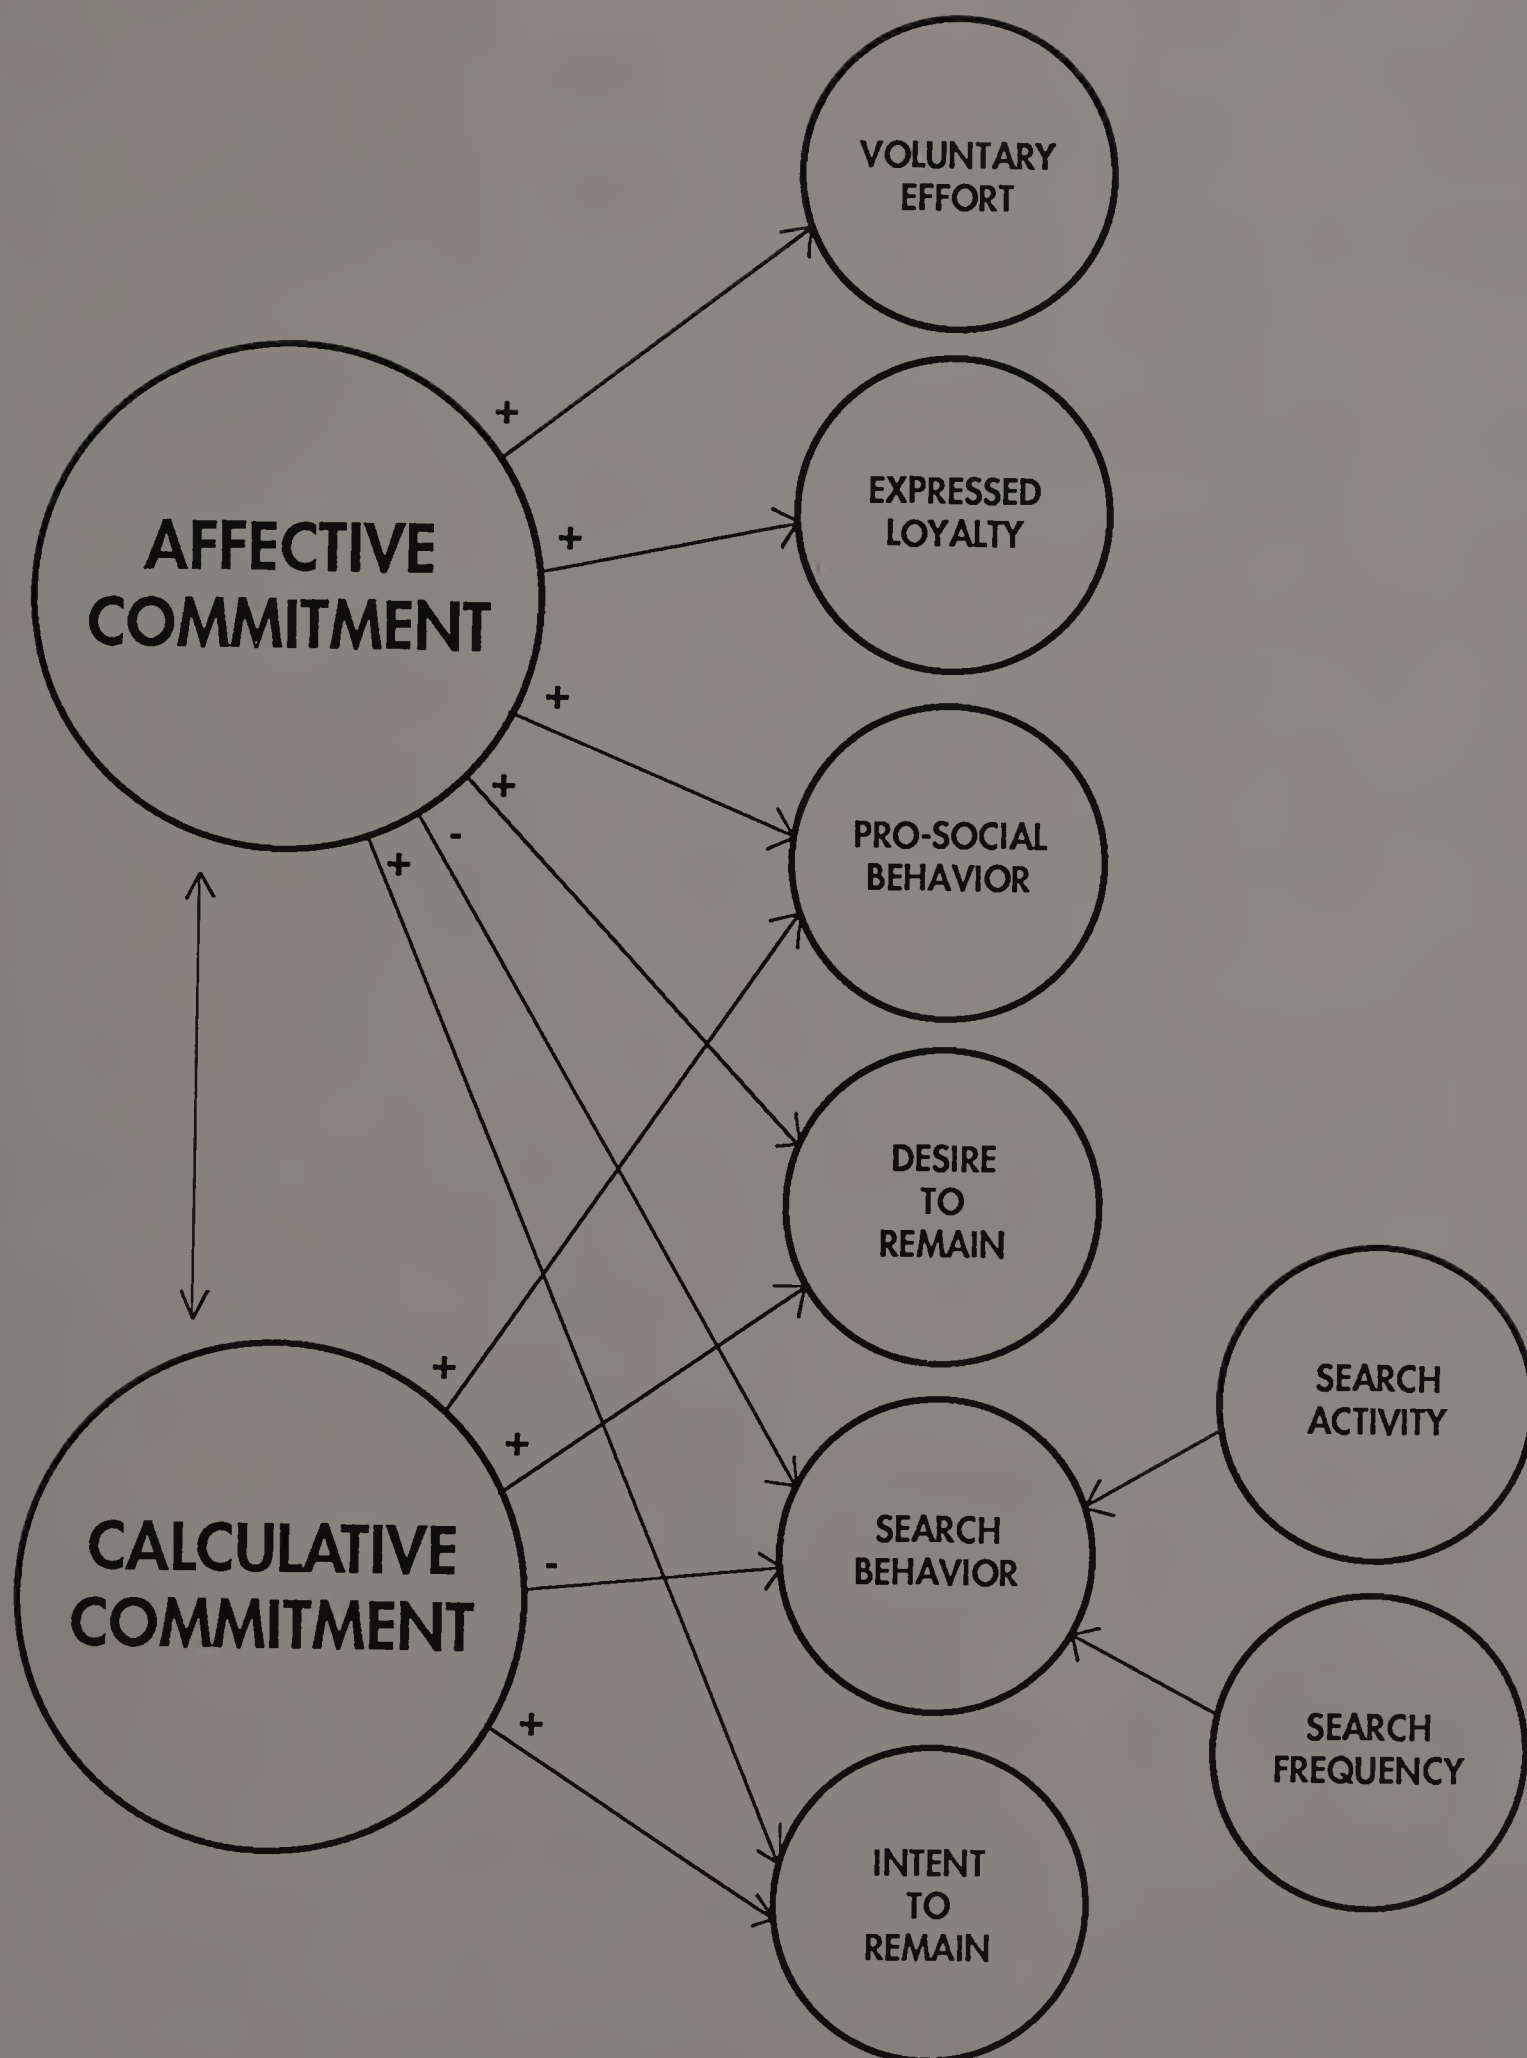 VOLUNTARY
EFFORT
+
AFFECTIVE
COMMITMENT
+
EXPRESSED
LOYALTY
+
+
-
+
PRO-SOCIAL
BEHAVIOR
DESIRE
TO
REMAIN
+
+
CALCULATIVE
COMMITMENT
-
+
SEARCH
BEHAVIOR
SEARCH
ACTIVITY
SEARCH
FREQUENCY
INTENT
TO
REMAIN